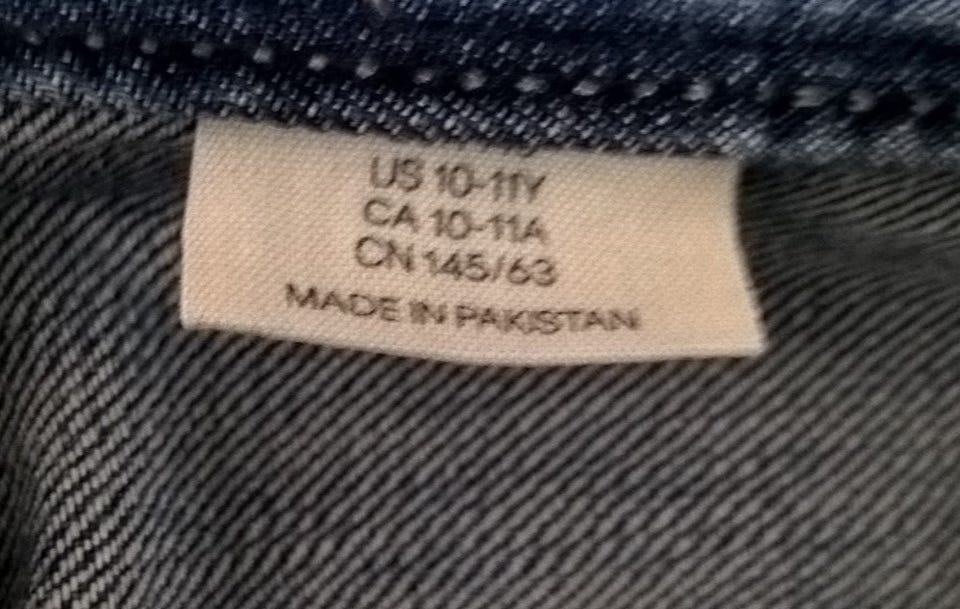 US 10-11Y
CA 10-11A
CN 145/63
MADE IN PAKISTAN